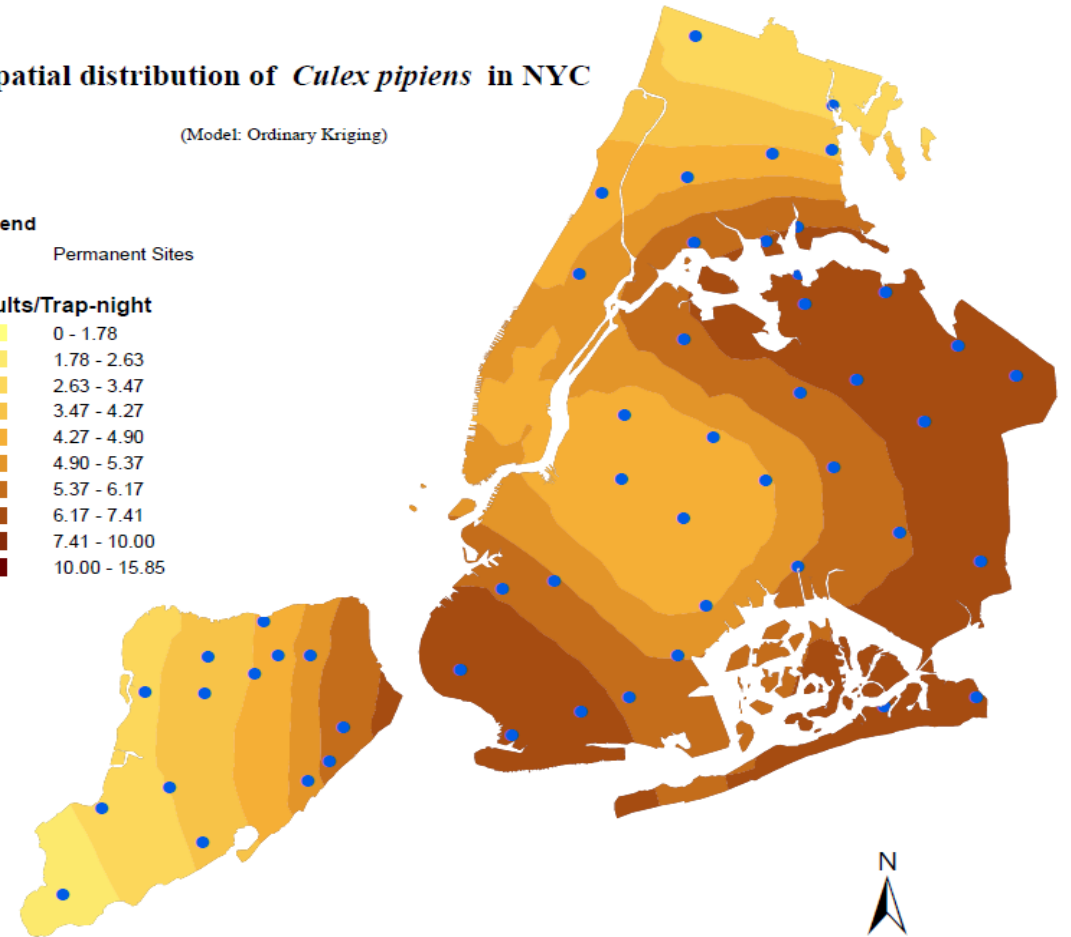 patial distribution of Culex pipiens in NYC
(Model: Ordinary Kriging)
end
Permanent Sites
ults/Trap-night
0 - 1.78
1.78 - 2.63
2.63 - 3.47
3.47 - 4.27
4.27 - 4.90
4.90 - 5.37
5.37 - 6.17
6.17 - 7.41
7.41 - 10.00
10.00 - 15.85
N